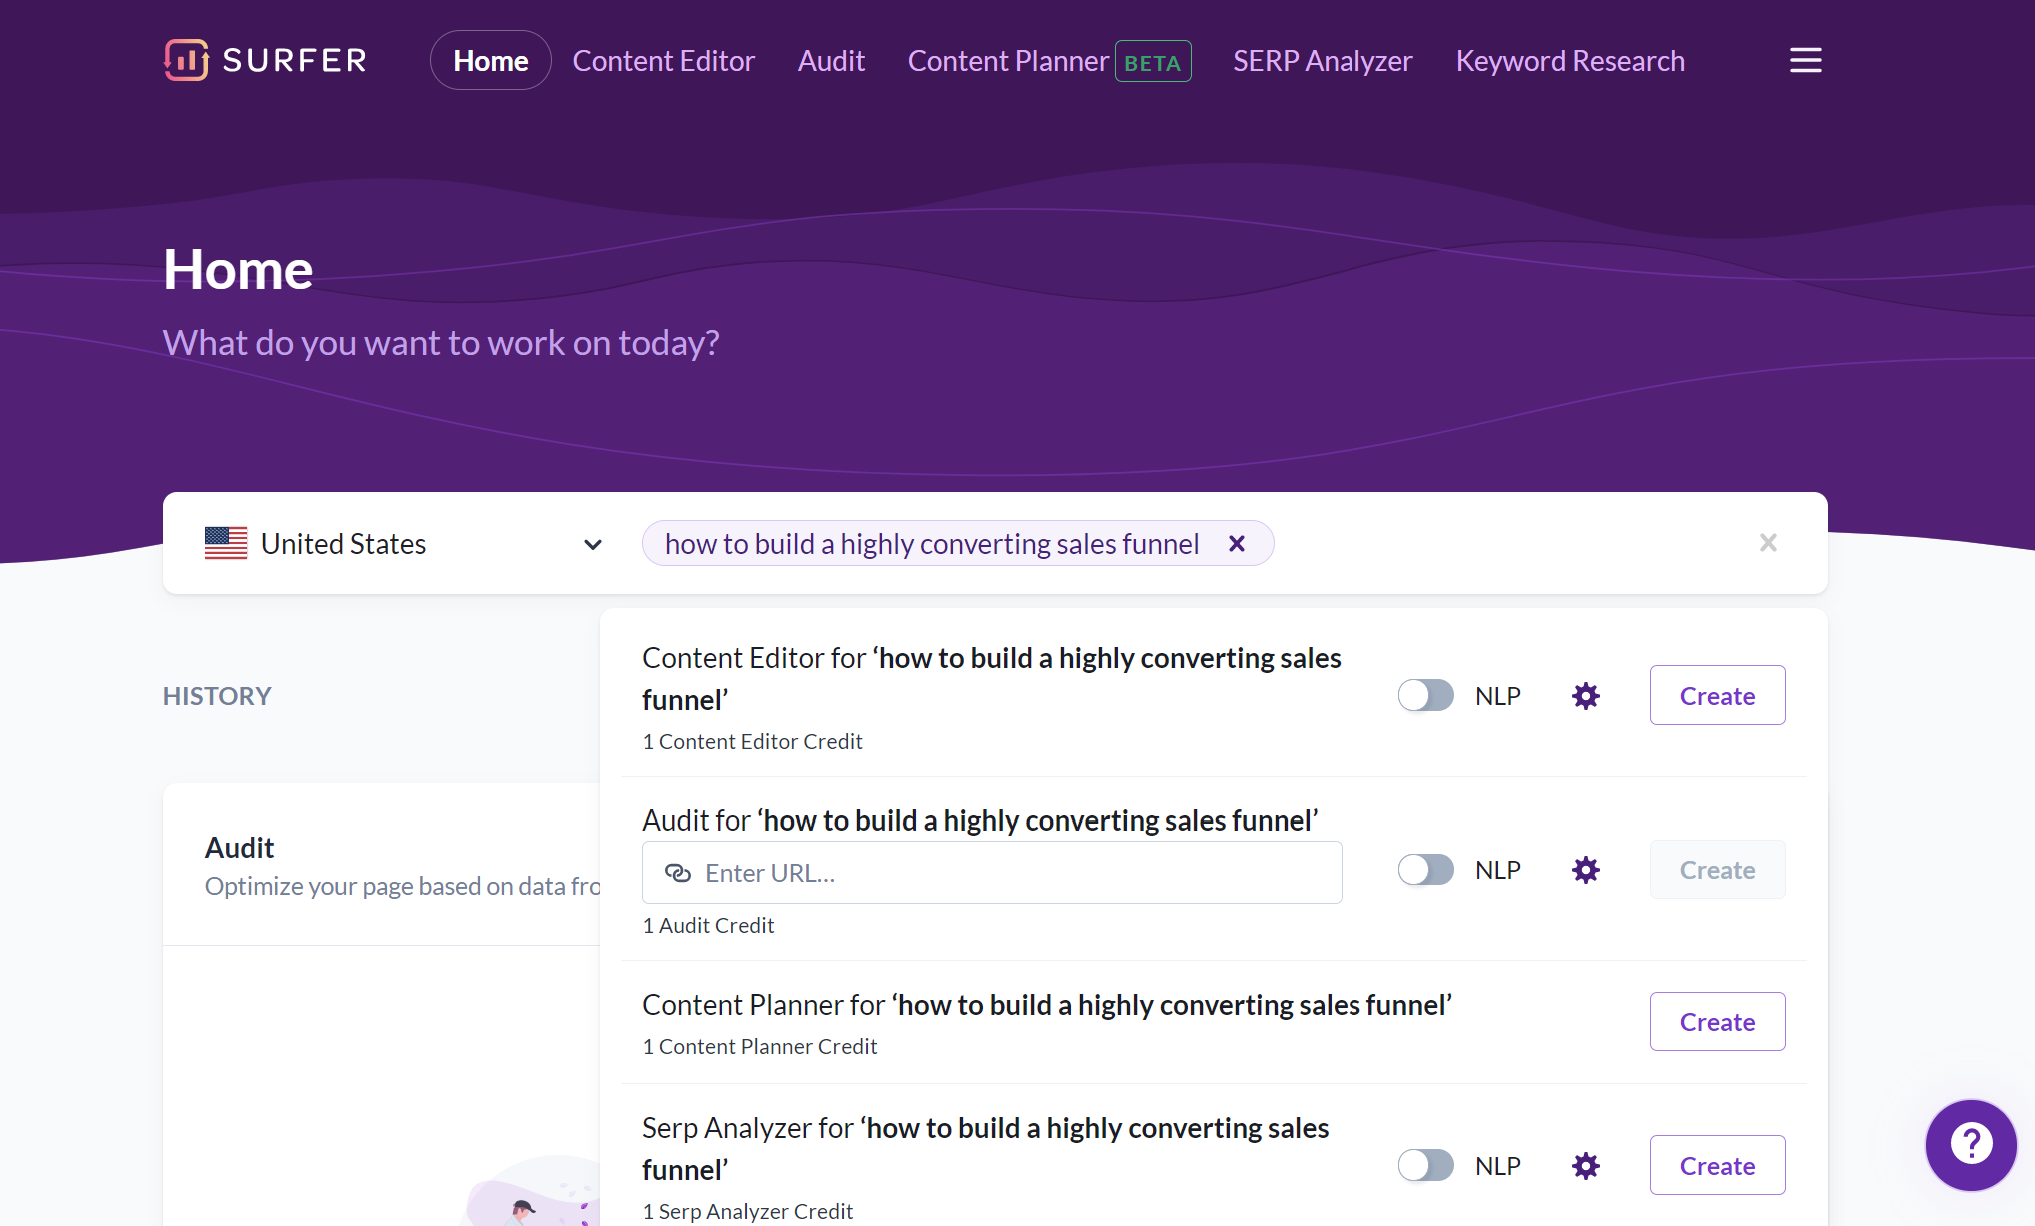 SURFER
Home
Content Editor
Audit
Content Planner BETA
SERP Analyzer
Keyword Research
Home
What do you want to work on today?
United States
how to build a highly converting sales funnel
HISTORY
Content Editor for ‘how to build a highly converting sales
funnel’
1 Content Editor Credit
NLP
Create
Audit
Optimize your page based on data fro
Audit for ‘how to build a highly converting sales funnel’
Enter URL...
1 Audit Credit
NLP
Create
Content Planner for ‘how to build a highly converting sales funnel’
1 Content Planner Credit
Create
Serp Analyzer for ‘how to build a highly converting sales
funnel’
1 Serp Analyzer Credit
NLP
Create